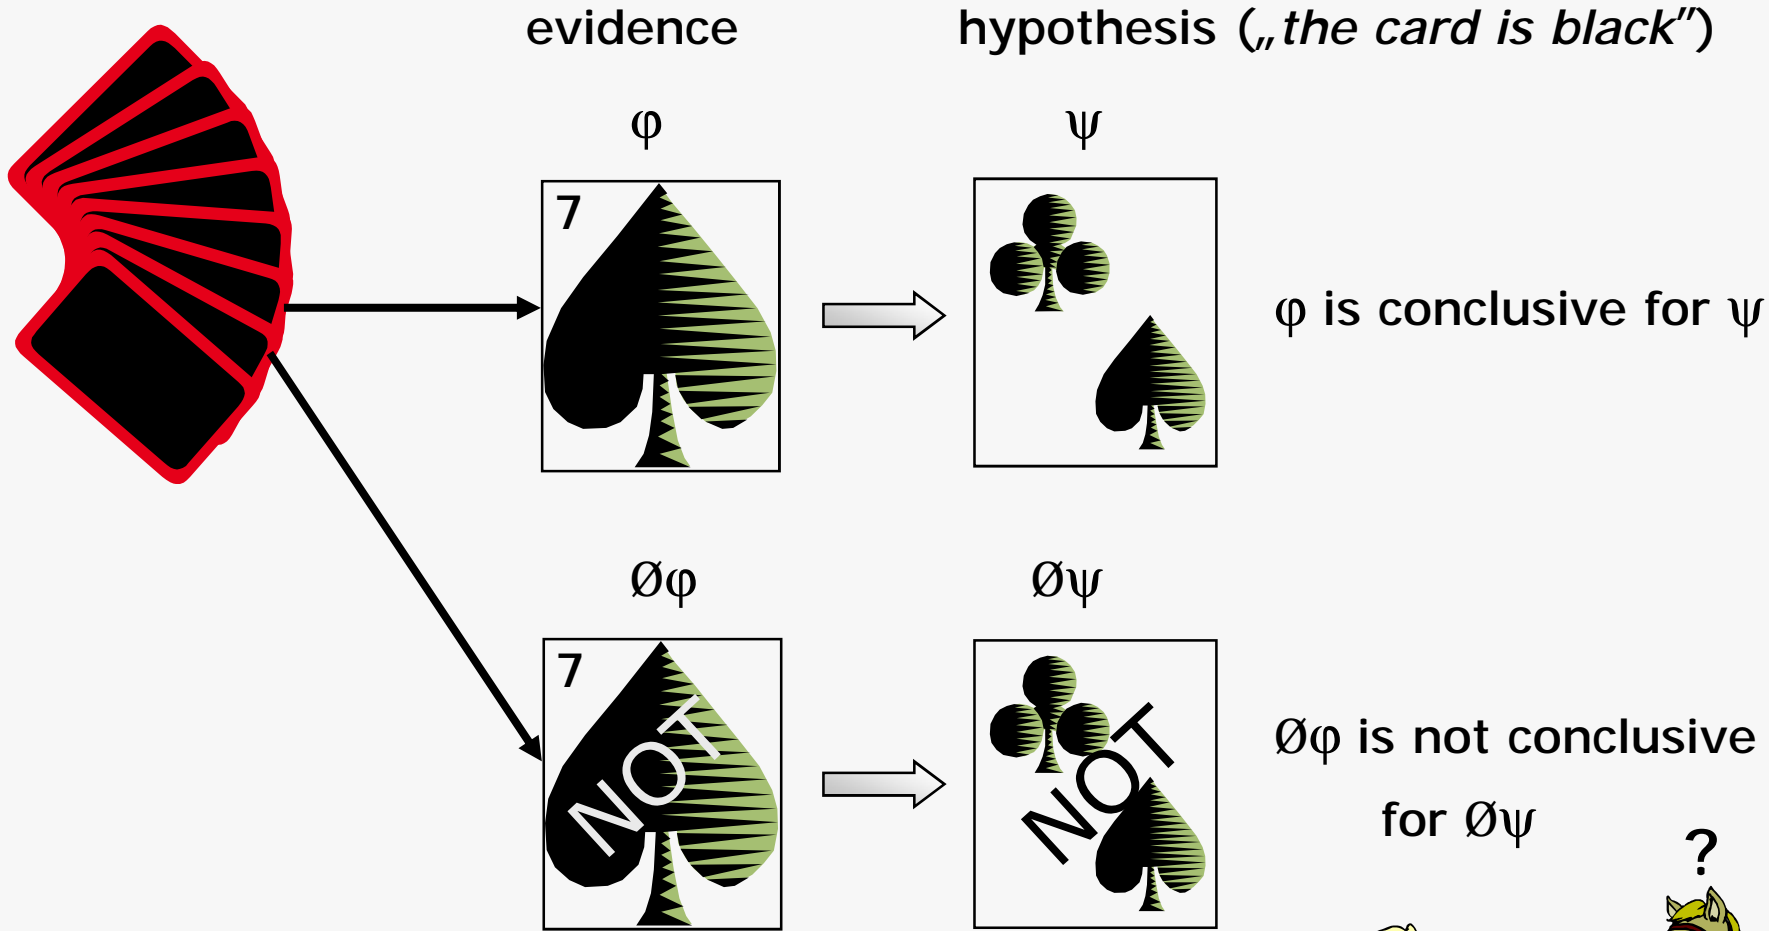 evidence hypothesis („the card is black")
φ ψ
7
φ is conclusive for ψ
Øφ Øψ
7
NOT NOT
Øφ is not conclusive
for Øψ
?